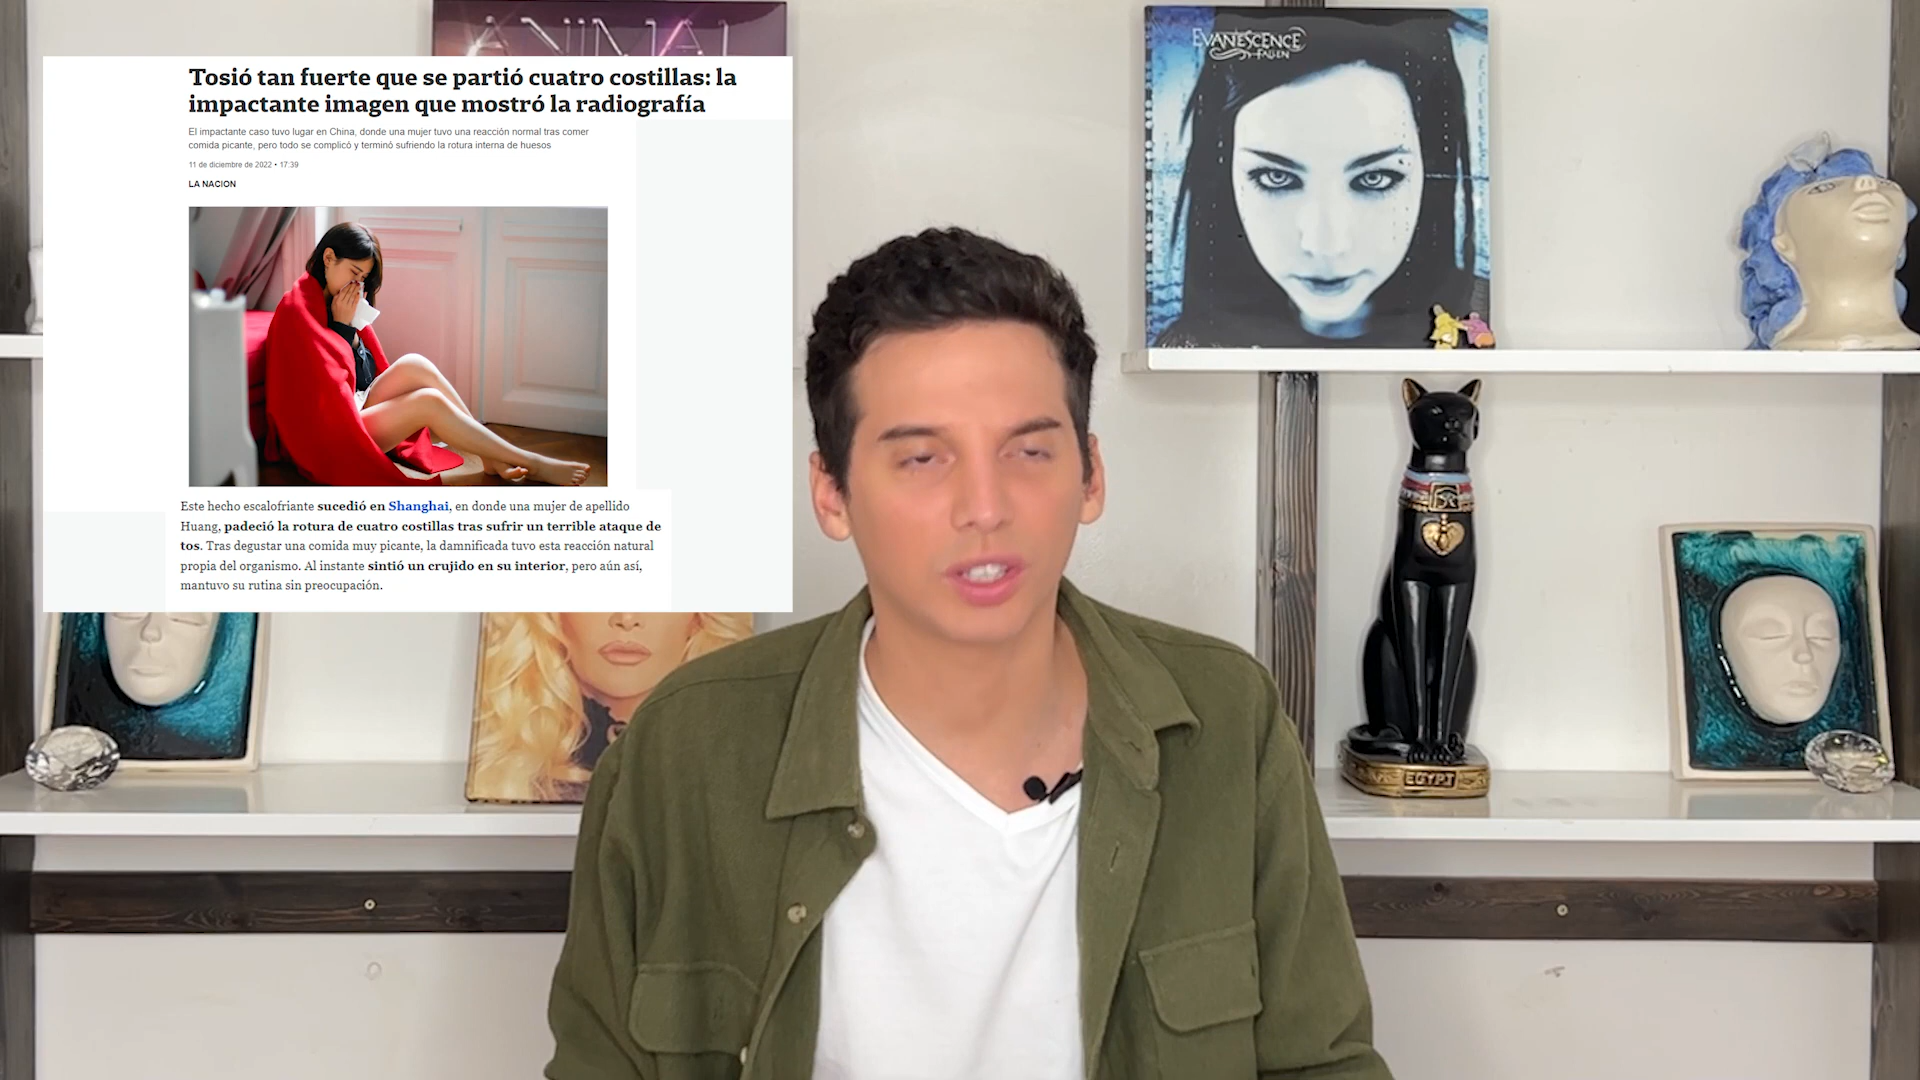 ANIMAL
Tosió tan fuerte que se partió cuatro costillas: la
impactante imagen que mostró la radiografía
El impactante caso tuvo lugar en China, donde una mujer tuvo una reacción normal tras comer
comida picante, pero todo se complicó y terminó sufriendo la rotura interna de huesos
11 de diciembre de 2022 • 17:39
LA NACION
Este hecho escalofriante sucedió en Shanghai, en donde una mujer de apellido
Huang, padeció la rotura de cuatro costillas tras sufrir un terrible ataque de
tos. Tras degustar una comida muy picante, la damnificada tuvo esta reacción natural
propia del organismo. Al instante sintió un crujido en su interior, pero aún así,
mantuvo su rutina sin preocupación.
EVANESCENCE
FALLEN
EGYPT